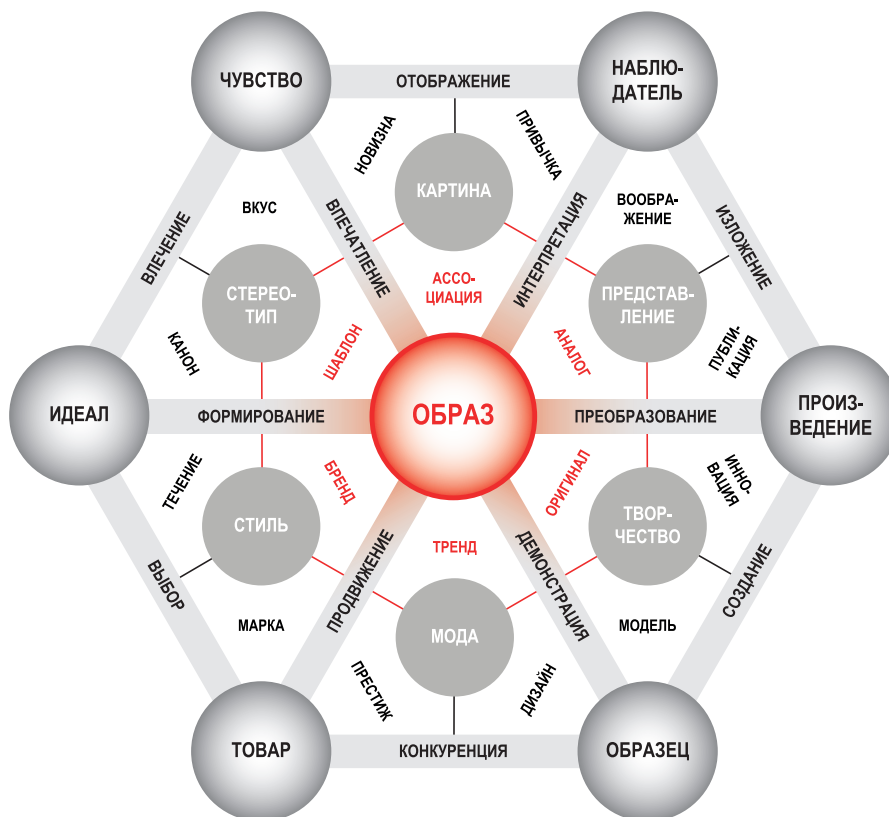 ЧУВСТВО
ОТОБРАЖЕНИЕ
НАБЛЮ-
ДАТЕЛЬ
НОВИЗНА
ПРИВЫЧКА
КАРТИНА
ВКУС
ВООБРА-
ЖЕНИЕ
ВЛЕЧЕНИЕ
ВПЕЧАТЛЕНИЕ
ИНТЕРПРЕТАЦИЯ
ИЗЛОЖЕНИЕ
АССО-
ЦИАЦИЯ
СТЕРЕО-
ТИП
ПРЕДСТАВ-
ЛЕНИЕ
КАНОН
ШАБЛОН
АНАЛОГ
ПУБЛИ-
КАЦИЯ
ИДЕАЛ
ФОРМИРОВАНИЕ
ОБРАЗ
ПРЕОБРАЗОВАНИЕ
ПРОИЗ-
ВЕДЕНИЕ
ТЕЧЕНИЕ
БРЕНД
ОРИГИНАЛ
ИННО-
ВАЦИЯ
СТИЛЬ
ТВОР-
ЧЕСТВО
ТРЕНД
ВЫБОР
ПРОДВИЖЕНИЕ
ДЕМОНСТРАЦИЯ
СОЗДАНИЕ
МАРКА
МОДА
МОДЕЛЬ
ПРЕСТИЖ
ДИЗАЙН
ТОВАР
КОНКУРЕНЦИЯ
ОБРАЗЕЦ